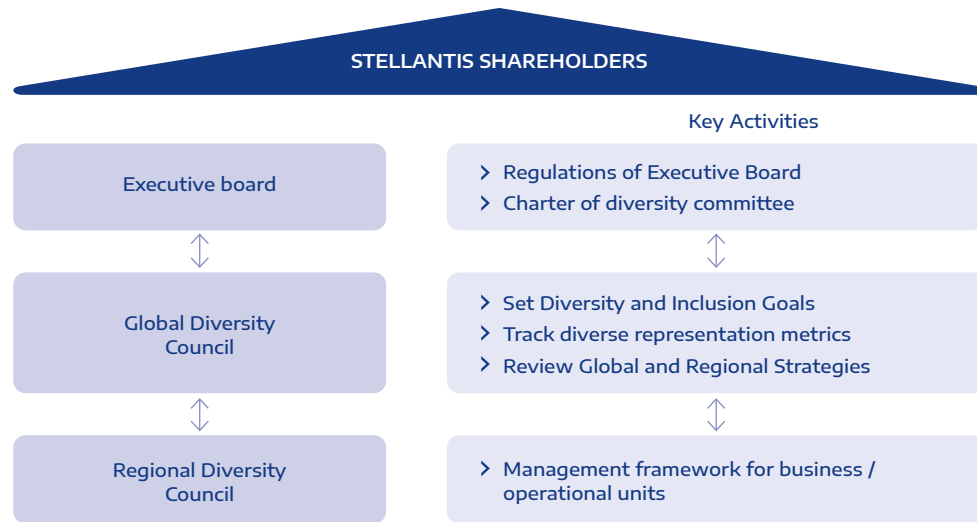 STELLANTIS SHAREHOLDERS
Key Activities
Executive board
> Regulations of Executive Board
> Charter of diversity committee
Global Diversity
Council
> Set Diversity and Inclusion Goals
> Track diverse representation metrics
> Review Global and Regional Strategies
Regional Diversity
Council
> Management framework for business /
operational units